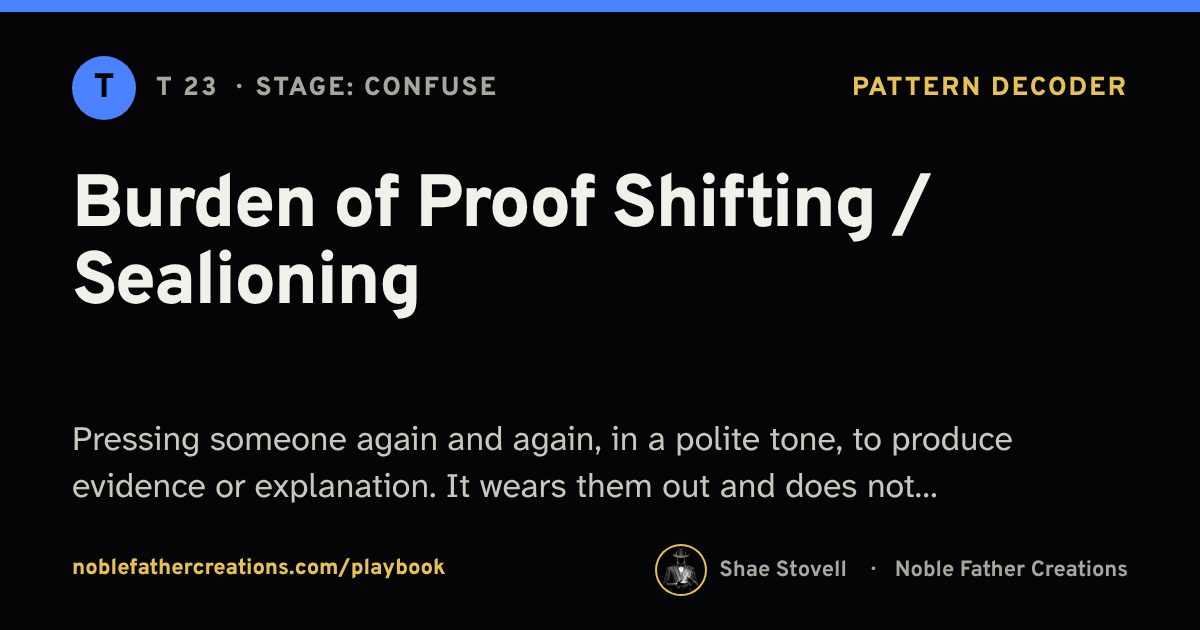 T
T 23 · STAGE: CONFUSE
PATTERN DECODER
Burden of Proof Shifting /
Sealioning
Pressing someone again and again, in a polite tone, to produce
evidence or explanation. It wears them out and does not...
noblefathercreations.com/playbook
Shae Stovell · Noble Father Creations